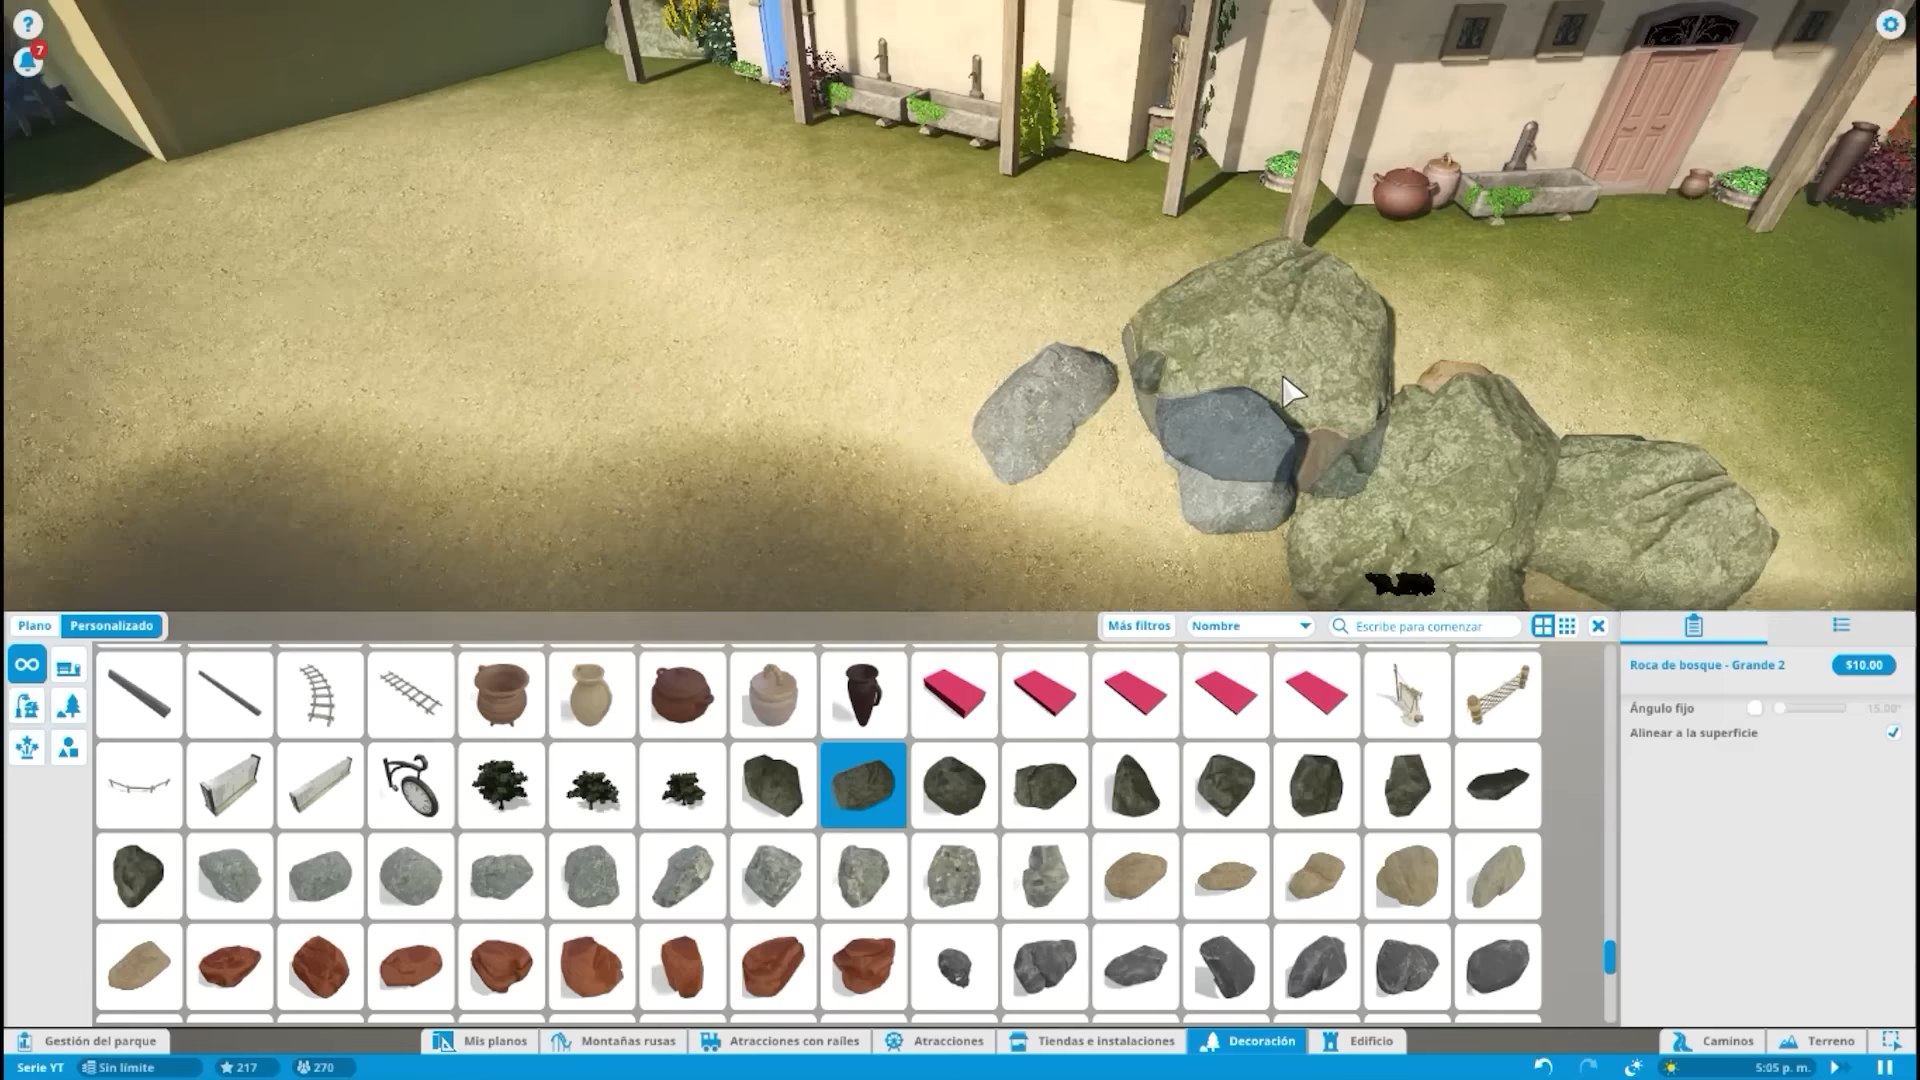 ?
7
Plano
Personalizado
Más filtros
Nombre
Escribe para comenzar
Roca de bosque - Grande 2
$10.00
Ángulo fijo
15.00°
Alinear a la superficie
Gestión del parque
Mis planos
Montañas rusas
Atracciones con raíles
Atracciones
Tiendas e instalaciones
Decoración
Edificio
Caminos
Terreno
Serie YT
Sin límite
217
270
5:05 p. m.